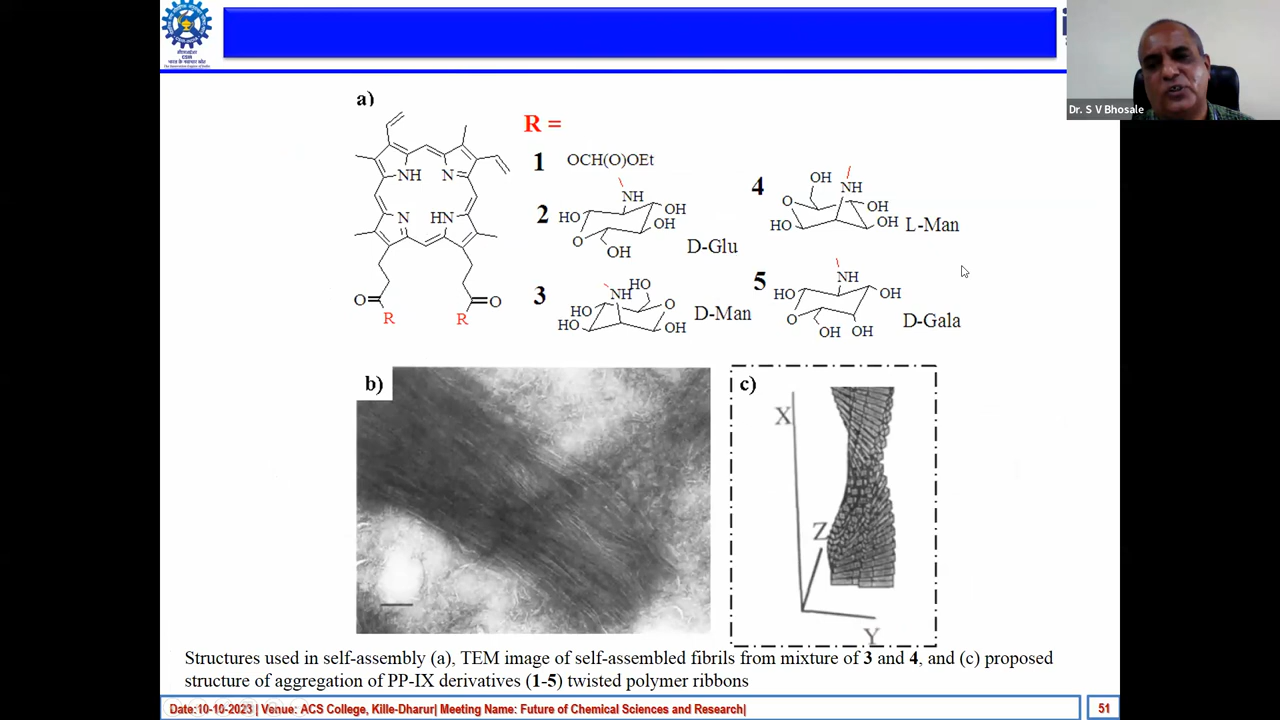 सीएसआईआर
CSIR
Dr. S V Bhosale
a)
R =
1 OCH(O)OEt
NH N
N HN
O O
R R
2
NH
HO OH
OH
O
OH
D-Glu
3
HO
NH
HO O
HO OH
D-Man
4
OH
NH
O OH
HO OH
L-Man
5
NH
HO OH
O
OH OH
D-Gala
b)
c)
X
Z
Y
Structures used in self-assembly (a), TEM image of self-assembled fibrils from mixture of 3 and 4, and (c) proposed
structure of aggregation of PP-IX derivatives (1-5) twisted polymer ribbons
Date:10-10-2023| Venue: ACS College, Kille-Dharur| Meeting Name: Future of Chemical Sciences and Research|
51